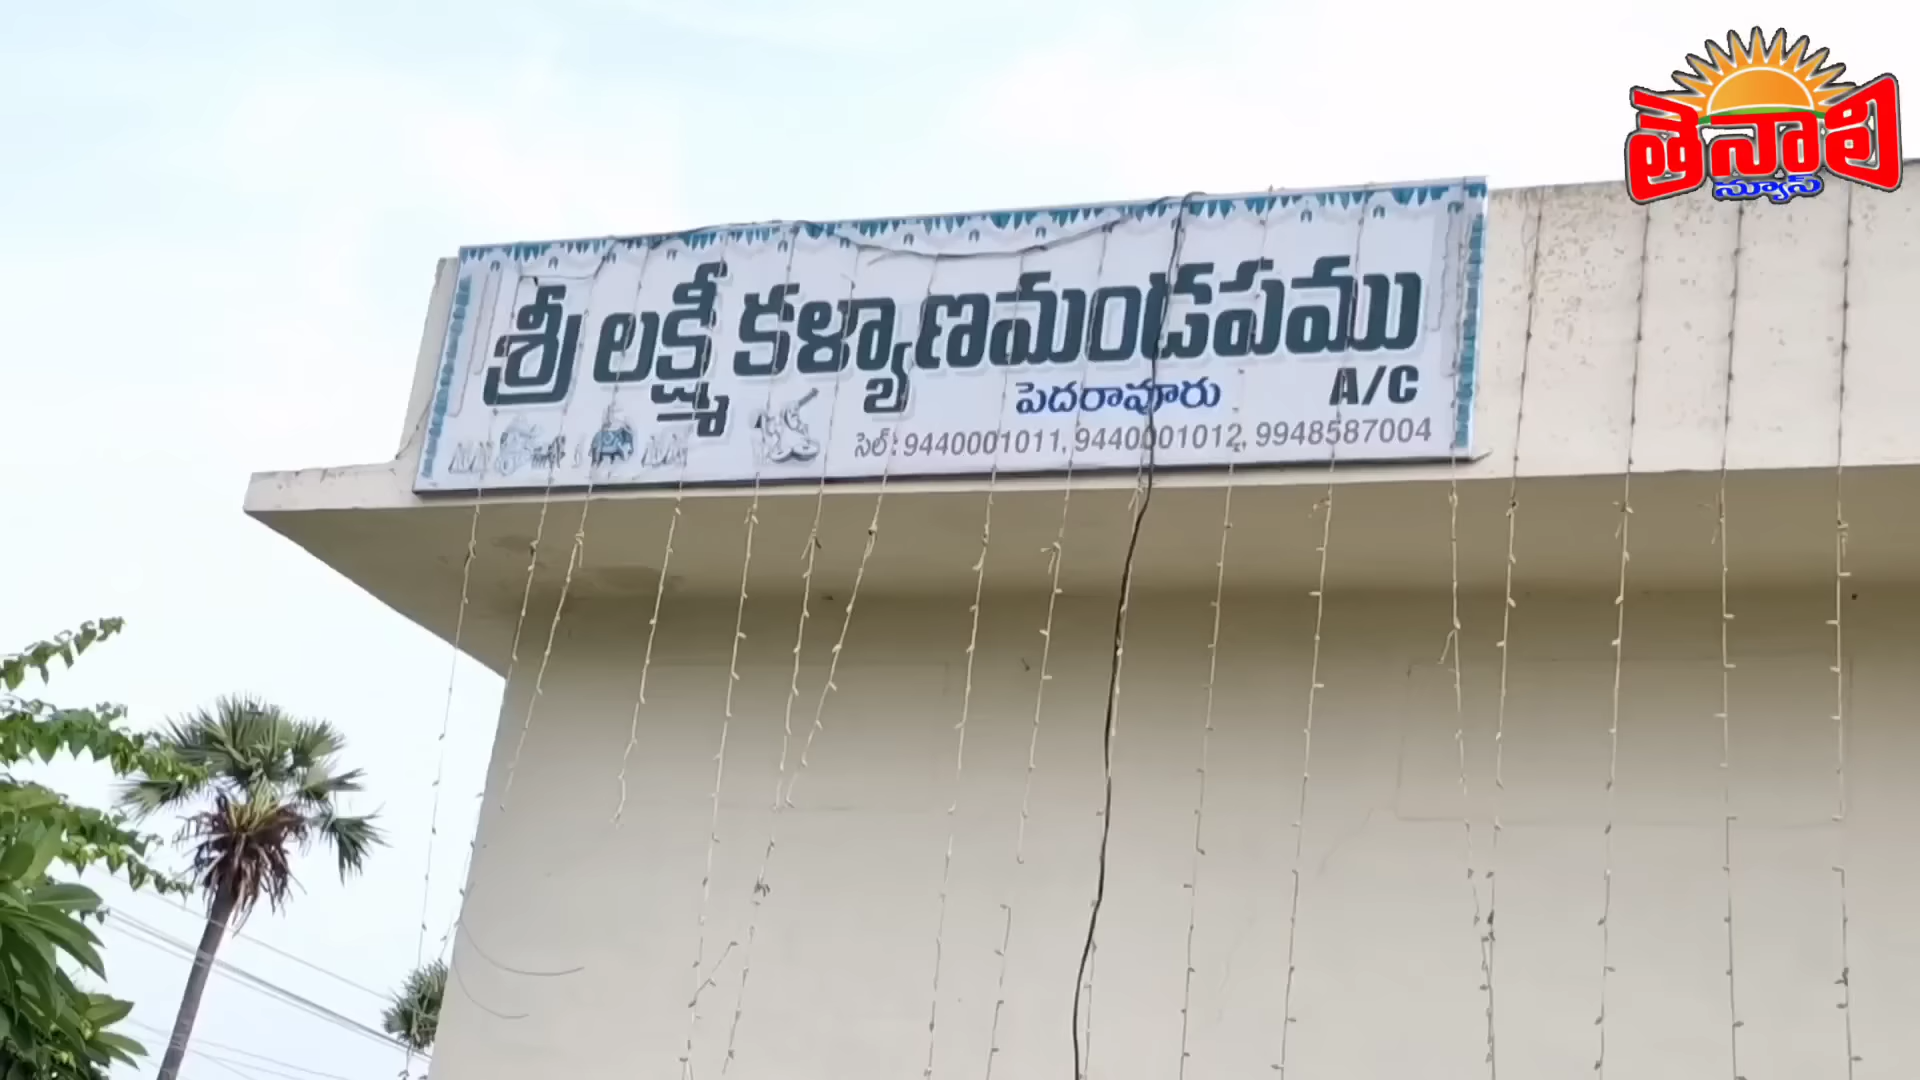 తెనాలి
న్యూస్
శ్రీ లక్ష్మీ కళ్యాణమండపము
పెదరావూరు A/C
సెల్: 9440001011, 9440001012, 9948587004